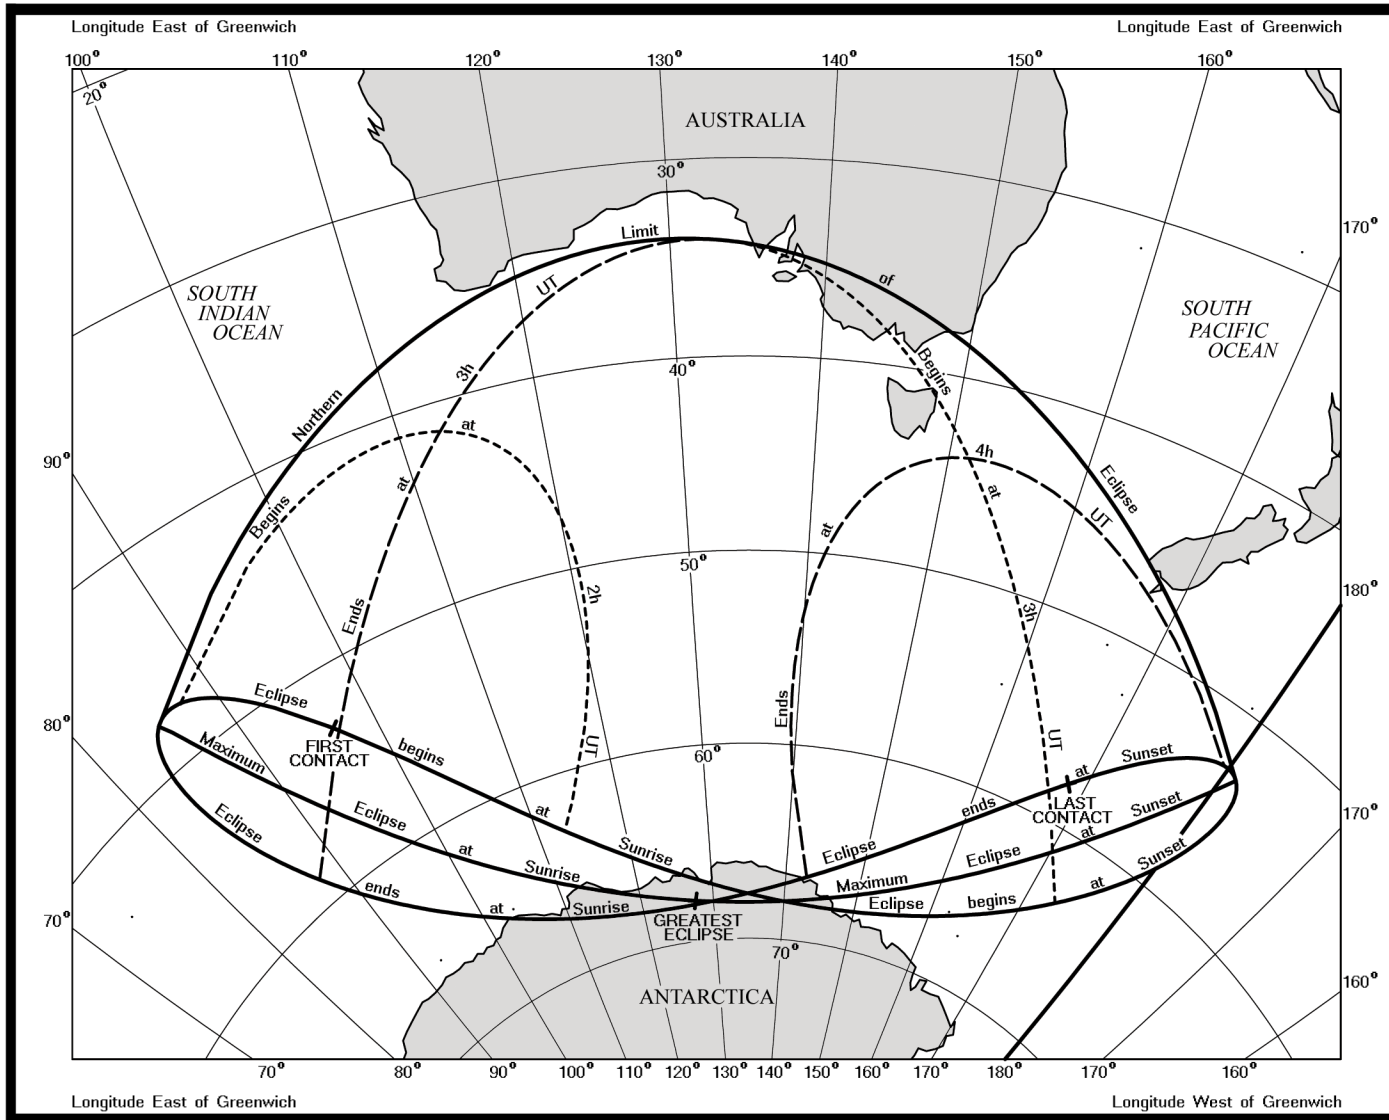 Longitude East of Greenwich
Longitude East of Greenwich
100° 110° 120° 130° 140° 150° 160°
20°
AUSTRALIA
30°
170°
Limit
of
UT
SOUTH
INDIAN
OCEAN
SOUTH
PACIFIC
OCEAN
3h
40°
Begins
Northern
at
4h
90°
Eclipse
at
at
Begins
UT
at
50°
2h
180°
Ends
3h
Eclipse
Ends
80°
FIRST
CONTACT
begins
Maximum
UT
60°
UT
Sunset
at
LAST
CONTACT
ends
at
Sunset
170°
Eclipse
Eclipse
at
at
Sunrise
Sunrise
Eclipse
Eclipse
Sunset
at
Maximum
ends
at
Sunrise
Eclipse
begins
70°
GREATEST
ECLIPSE
70°
ANTARCTICA
160°
70° 80° 90° 100° 110° 120° 130° 140° 150° 160° 170° 180° 170° 160°
Longitude East of Greenwich
Longitude West of Greenwich